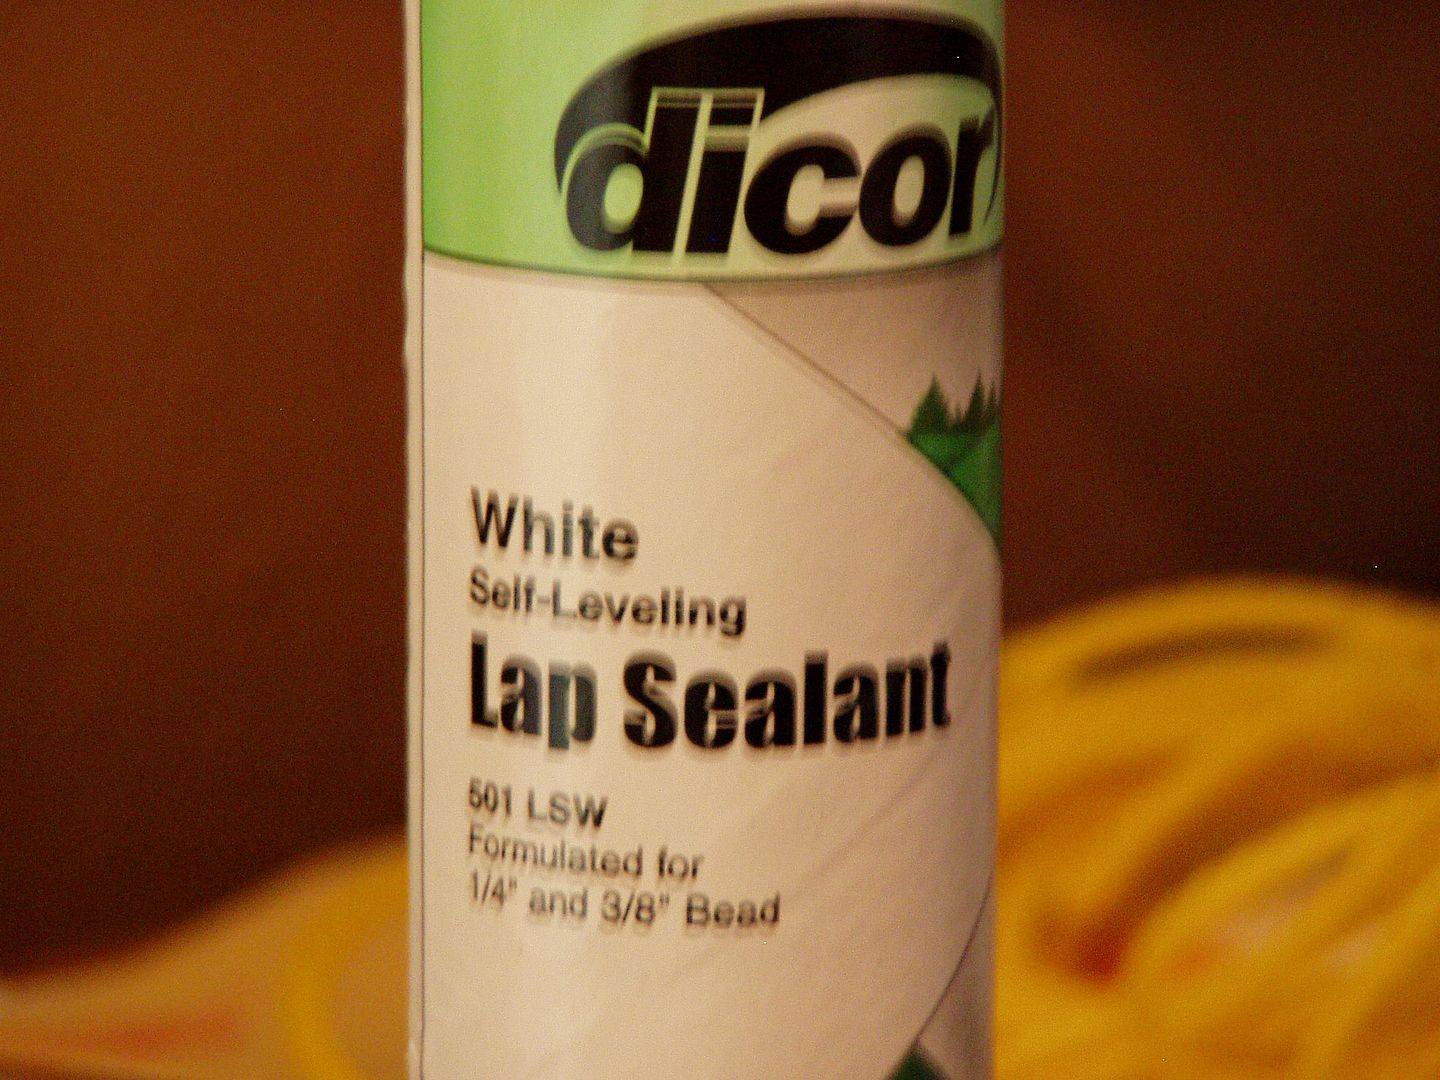 dicor
White
Self-Leveling
Lap Sealant
501 LSW
Formulated for
1/4" and 3/8" Bead